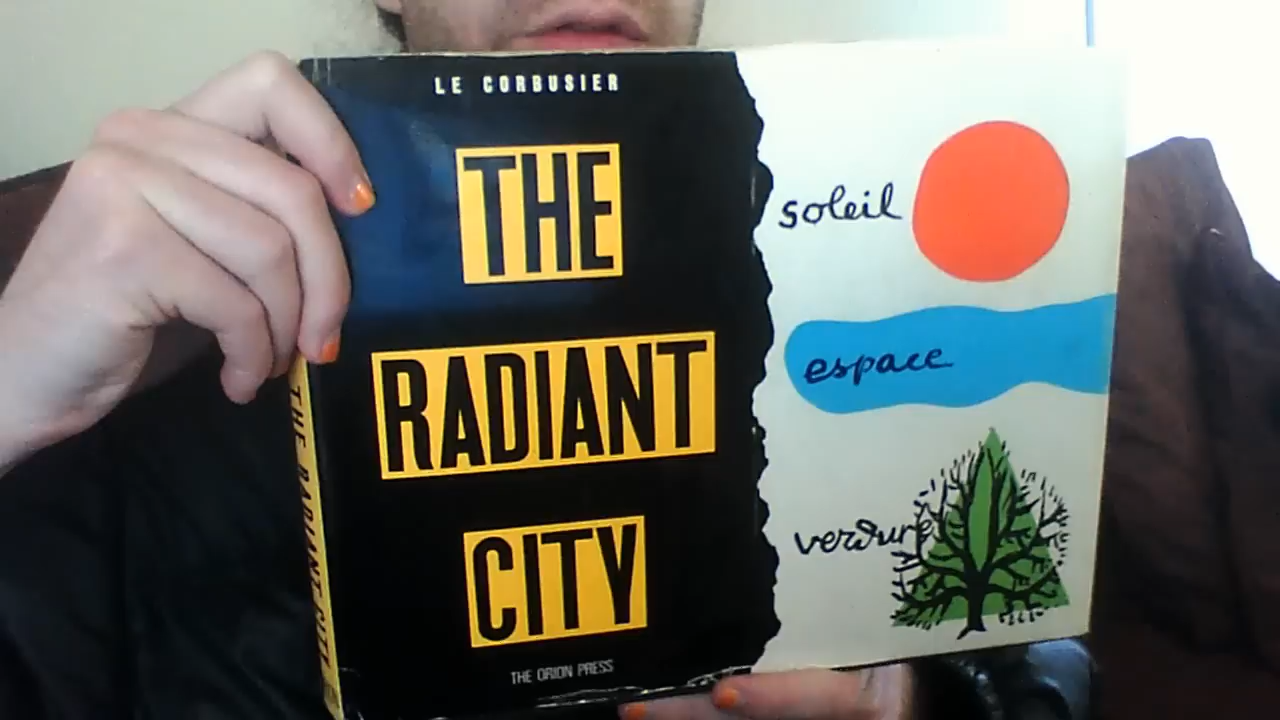 LE CORBUSIER
THE
RADIANT
CITY
THE ORION PRESS
soleil
espace
verdure
THE RADIANT CITY